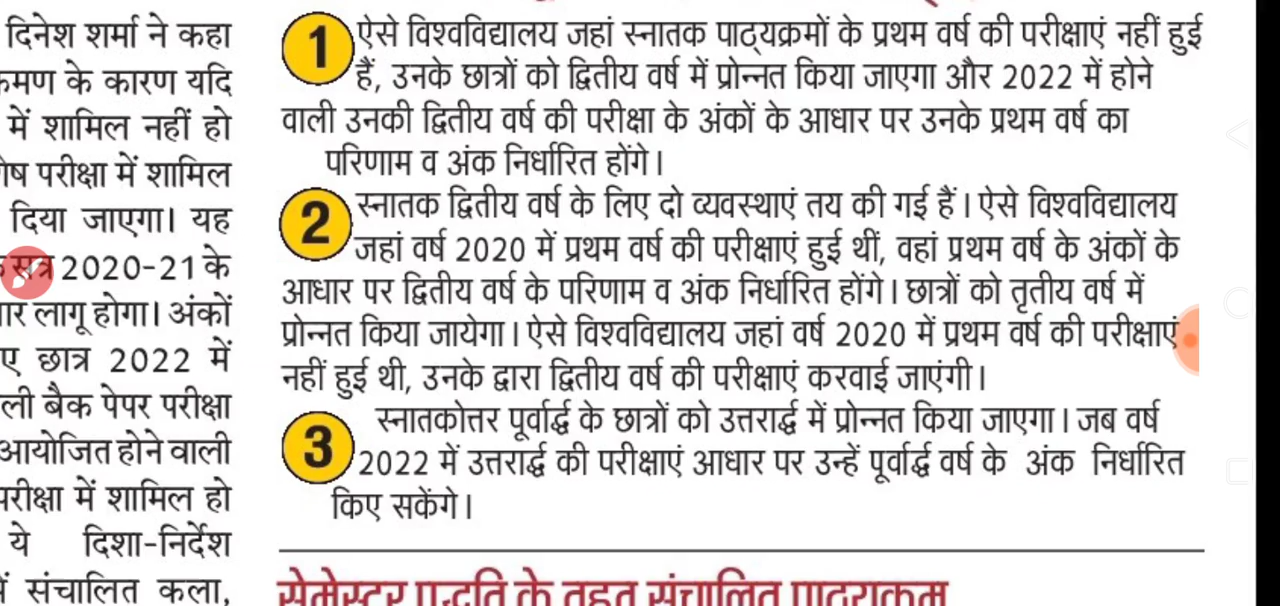 दिनेश शर्मा ने कहा
क्रमण के कारण यदि
में शामिल नहीं हो
शेष परीक्षा में शामिल
दिया जाएगा। यह
सत्र 2020-21 के
लागू होगा। अंकों
ए छात्र 2022 में
ली बैक पेपर परीक्षा
आयोजित होने वाली
परीक्षा में शामिल हो
ये दिशा-निर्देश
में संचालित कला,
1 ऐसे विश्वविद्यालय जहां स्नातक पाठ्यक्रमों के प्रथम वर्ष की परीक्षाएं नहीं हुई
हैं, उनके छात्रों को द्वितीय वर्ष में प्रोन्नत किया जाएगा और 2022 में होने
वाली उनकी द्वितीय वर्ष की परीक्षा के अंकों के आधार पर उनके प्रथम वर्ष का
परिणाम व अंक निर्धारित होंगे।
2 स्नातक द्वितीय वर्ष के लिए दो व्यवस्थाएं तय की गई हैं। ऐसे विश्वविद्यालय
जहां वर्ष 2020 में प्रथम वर्ष की परीक्षाएं हुई थीं, वहां प्रथम वर्ष के अंकों के
आधार पर द्वितीय वर्ष के परिणाम व अंक निर्धारित होंगे। छात्रों को तृतीय वर्ष में
प्रोन्नत किया जायेगा। ऐसे विश्वविद्यालय जहां वर्ष 2020 में प्रथम वर्ष की परीक्षाएं
नहीं हुई थी, उनके द्वारा द्वितीय वर्ष की परीक्षाएं करवाई जाएंगी।
3 स्नातकोत्तर पूर्वार्द्ध के छात्रों को उत्तरार्द्ध में प्रोन्नत किया जाएगा। जब वर्ष
2022 में उत्तरार्द्ध की परीक्षाएं आधार पर उन्हें पूर्वार्द्ध वर्ष के अंक निर्धारित
किए सकेंगे।
सेमेस्टर पद्धति के तहत संचालित पाठ्यक्रम